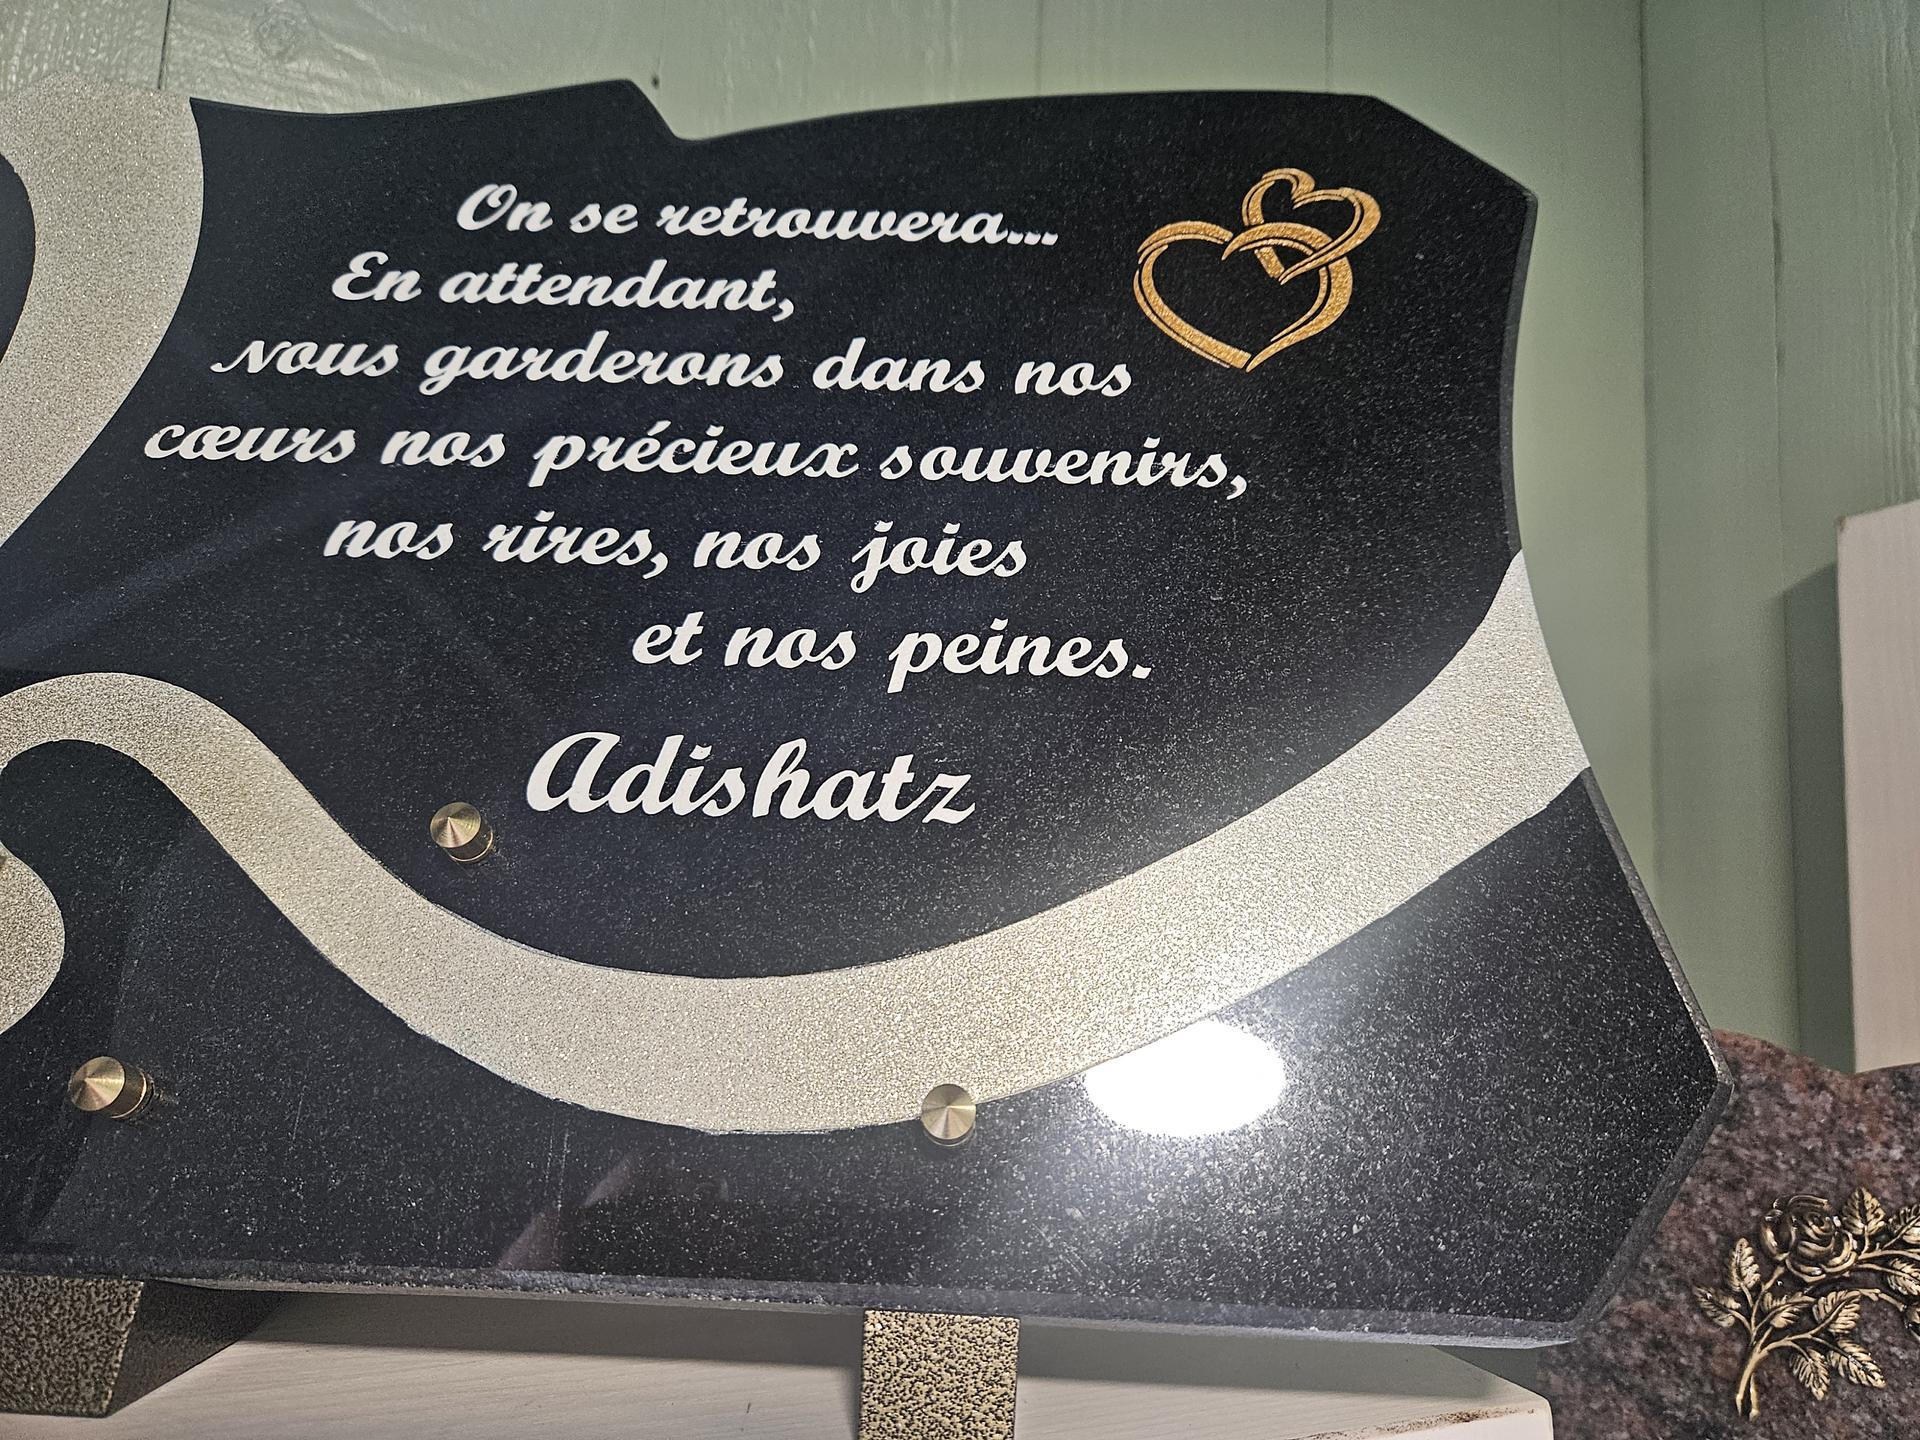 On se retrouvera...
En attendant,
Nous garderons dans nos
cœurs nos précieux souvenirs,
nos rires, nos joies
et nos peines.
Adishatz